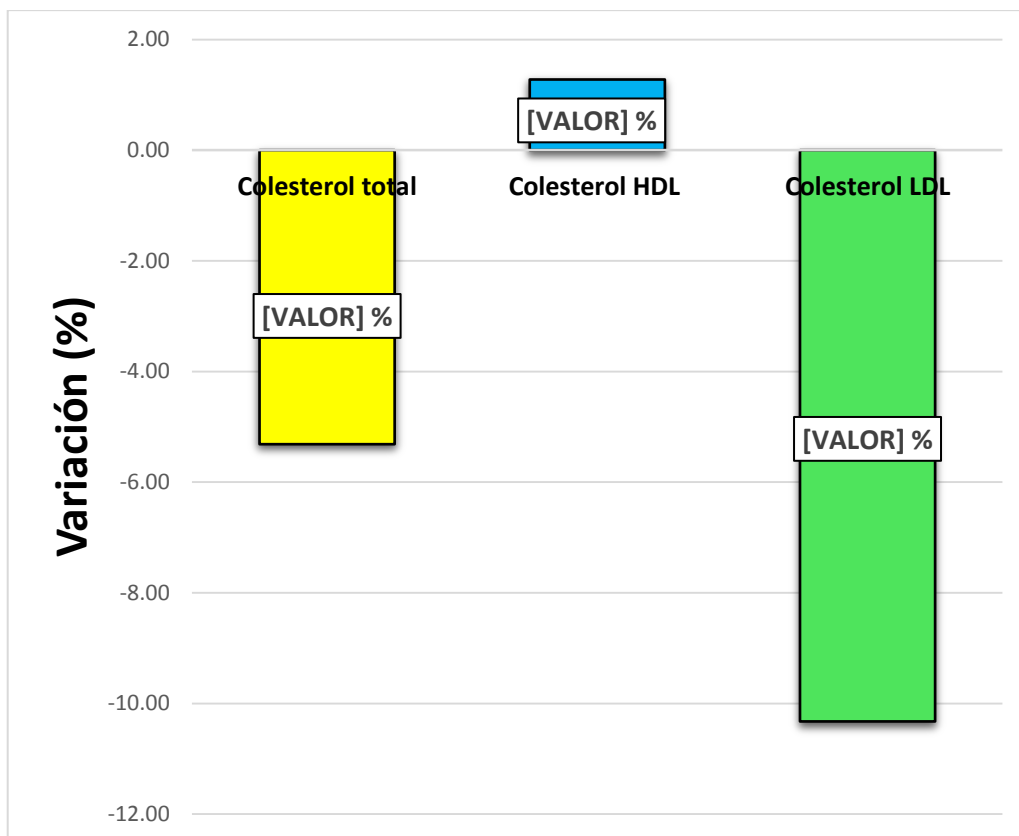 2.00
[VALOR] %
0.00
Colesterol total
Colesterol HDL
Colesterol LDL
-2.00
[VALOR] %
-4.00
Variación (%)
[VALOR] %
-6.00
-8.00
-10.00
-12.00